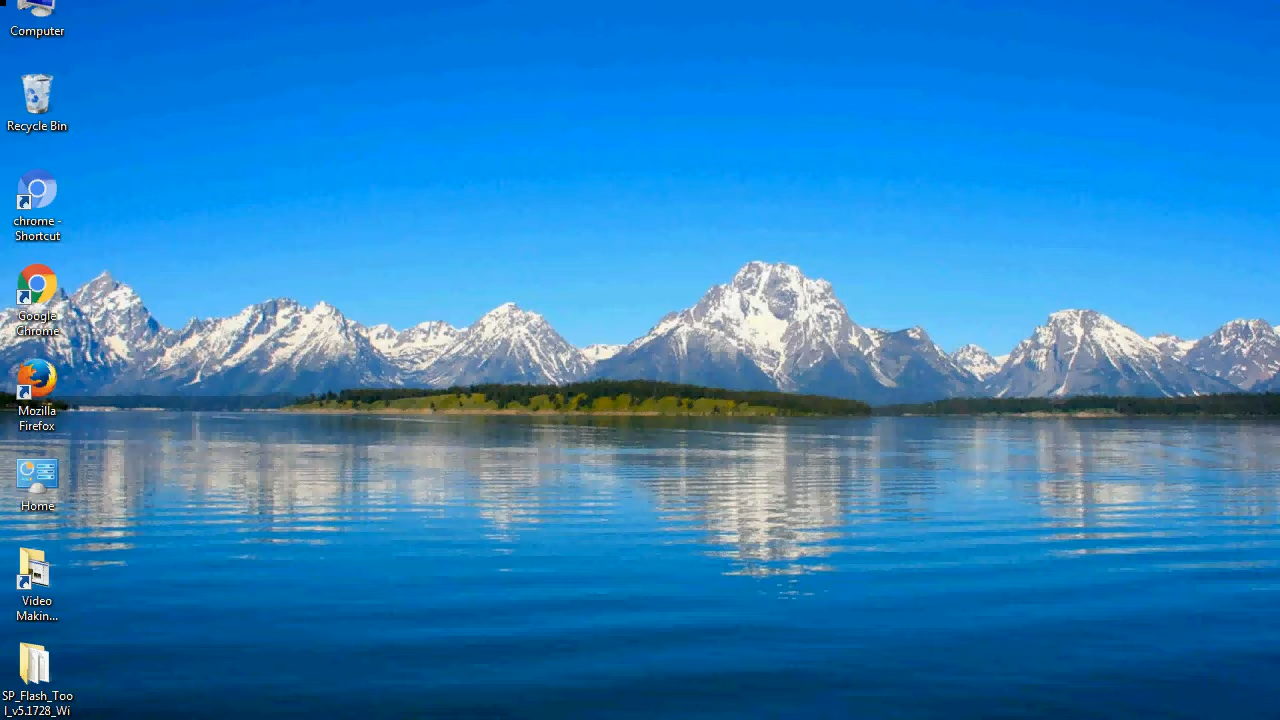 Computer
Recycle Bin
chrome -
Shortcut
Google
Chrome
Mozilla
Firefox
Home
Video
Makin...
SP_Flash_Too
l_v5.1728_Wi